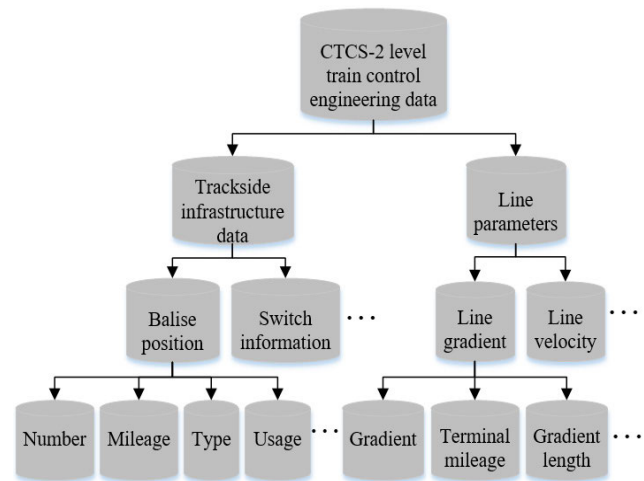 CTCS-2 level
train control
engineering data
Trackside
infrastructure
data
Line
parameters
Balise
position
Switch
information
...
Line
gradient
Line
velocity
...
Number
Mileage
Type
Usage
...
Gradient
Terminal
mileage
Gradient
length
...